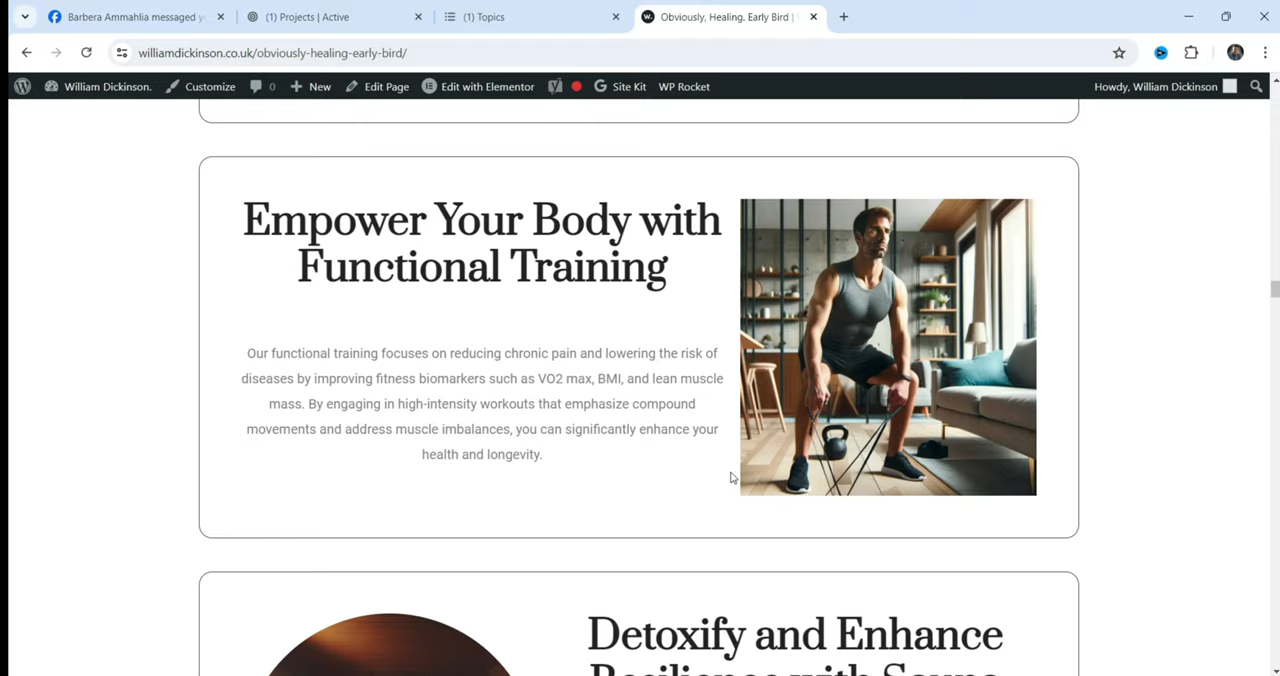 Barbera Ammahlia messaged y
(1) Projects | Active
(1) Topics
Obviously, Healing. Early Bird |
williamdickinson.co.uk/obviously-healing-early-bird/
William Dickinson.
Customize
0
New
Edit Page
Edit with Elementor
Site Kit
WP Rocket
Howdy, William Dickinson
Empower Your Body with
Functional Training
Our functional training focuses on reducing chronic pain and lowering the risk of
diseases by improving fitness biomarkers such as VO2 max, BMI, and lean muscle
mass. By engaging in high-intensity workouts that emphasize compound
movements and address muscle imbalances, you can significantly enhance your
health and longevity.
Detoxify and Enhance
Resilience with Sauna